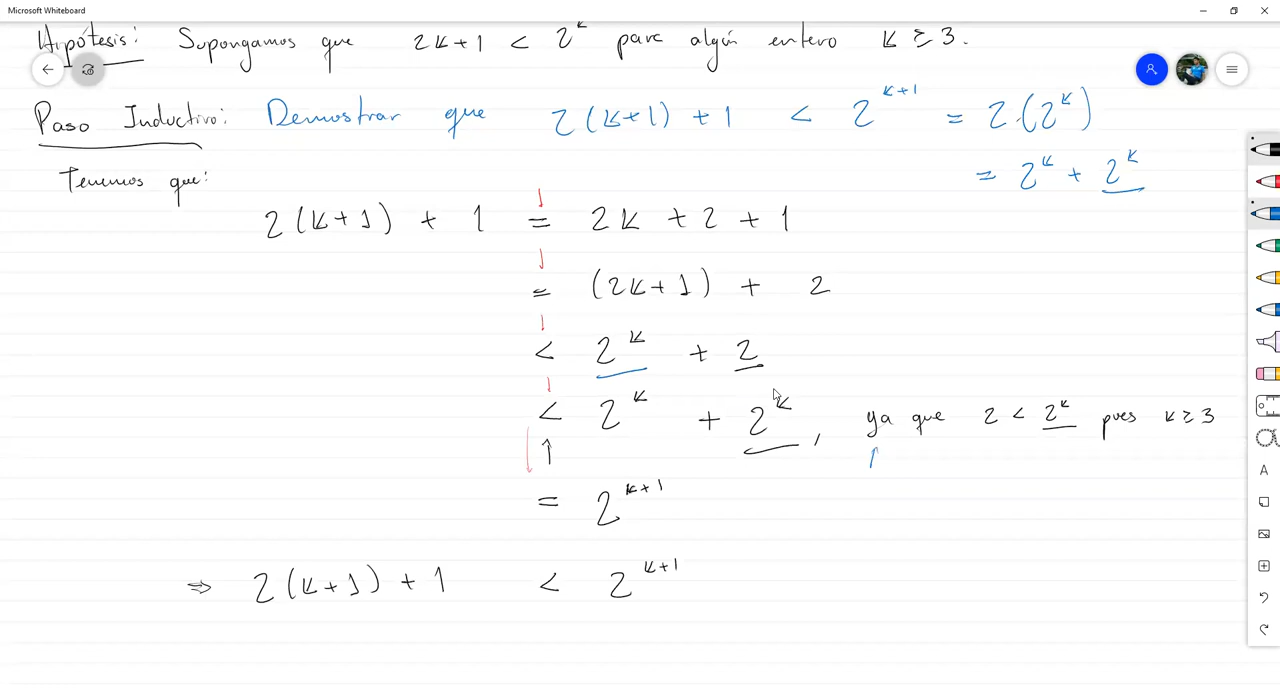 Microsoft Whiteboard
Hipótesis: Supongamos que 2k+1 < 2^k para algún entero k ≥ 3.
Paso Inductivo: Demostrar que 2(k+1) + 1 < 2^{k+1} = 2·(2^k)
= 2^k + 2^k
Tenemos que:
2(k+1) + 1 = 2k + 2 + 1
= (2k+1) + 2
< 2^k + 2
< 2^k + 2^k, ya que 2 < 2^k pues k ≥ 3
= 2^{k+1}
⇒ 2(k+1) + 1 < 2^{k+1}
A